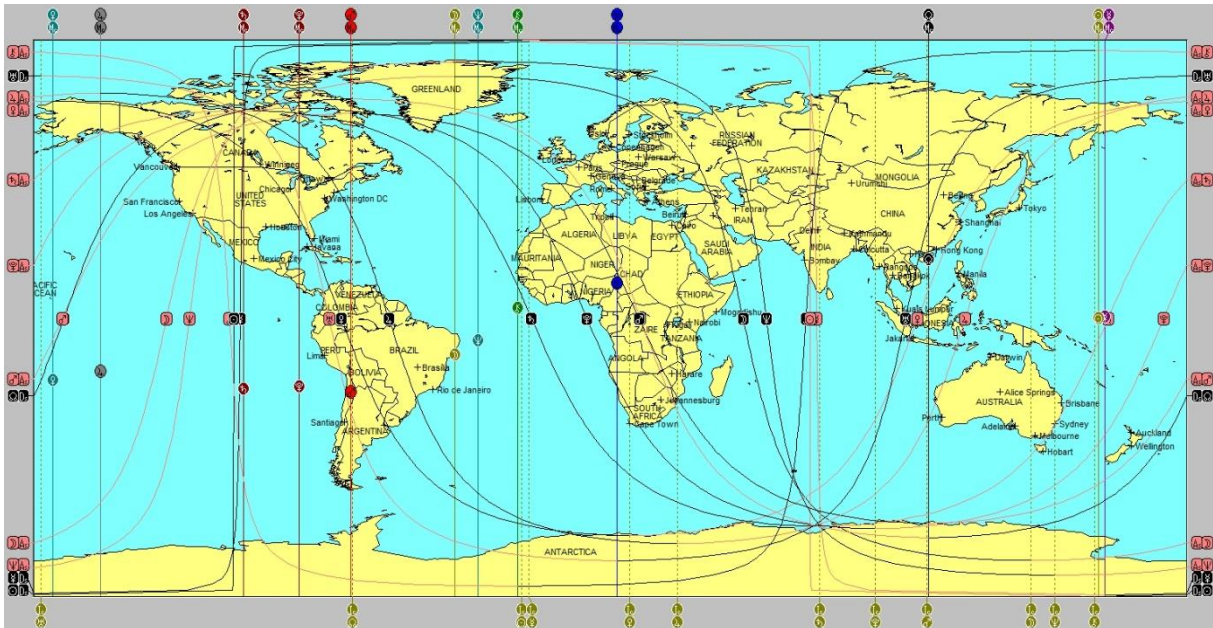 GREENLAND
RUSSIAN
FEDERATION
Stockholm
Copenhagen
CANADA
Winnipeg
London
Warsaw
Prague
Paris
Geneva
KAZAKHSTAN
MONGOLIA
Vancouver
Urumshi
Chicago
UNITED
STATES
Rome
Belgrade
Beijing
San Francisco
Washington DC
Lisbon
Athens
Tehran
Tokyo
Los Angeles
Tripoli
Beirut
IRAN
CHINA
Shanghai
Houston
ALGERIA
LIBYA
EGYPT
Cairo
Delhi
Kathmandu
MEXICO
Miami
Havana
SAUDI
ARABIA
INDIA
Calcutta
Hong Kong
Mexico City
MAURITANIA
NIGER
CHAD
Bombay
Rangoon
Bangkok
Manila
PACIFIC
OCEAN
VENEZUELA
NIGERIA
ETHIOPIA
COLOMBIA
Mogadishu
Kuala Lumpur
ZAIRE
Nairobi
INDONESIA
TANZANIA
Jakarta
PERU
BRAZIL
Lima
ANGOLA
Darwin
BOLIVIA
Brasilia
Harare
Rio de Janeiro
Alice Springs
AUSTRALIA
Brisbane
SOUTH
AFRICA
Johannesburg
Perth
Santiago
ARGENTINA
Cape Town
Adelaide
Sydney
Melbourne
Auckland
Wellington
Hobart
ANTARCTICA